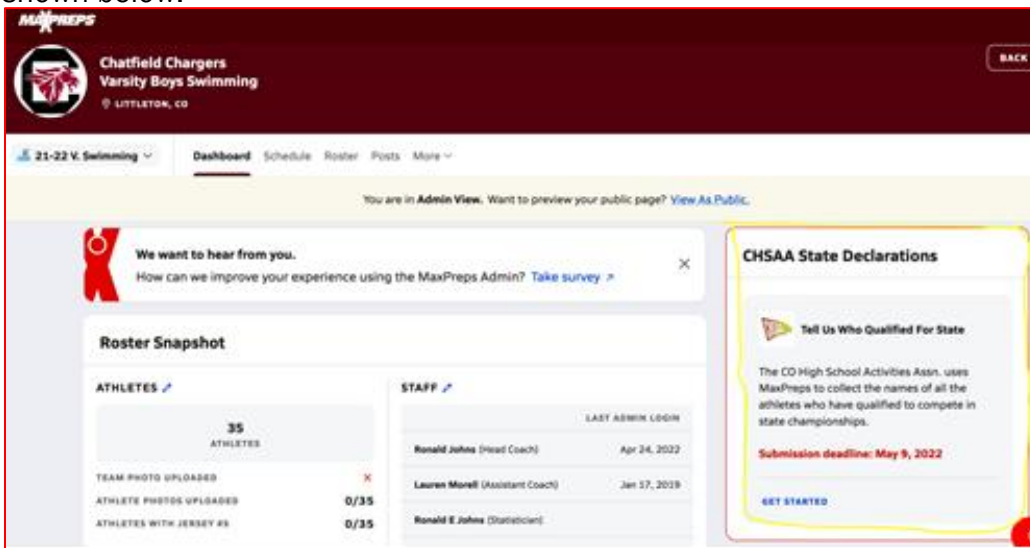 shown below.
MAXPREPS
Chatfield Chargers
Varsity Boys Swimming
LITTLETON, CO
BACK
21-22 V. Swimming
Dashboard Schedule Roster Posts More
You are in Admin View. Want to preview your public page? View As Public.
We want to hear from you.
How can we improve your experience using the MaxPreps Admin? Take survey
Roster Snapshot
ATHLETES
35
ATHLETES
TEAM PHOTO UPLOADED
ATHLETE PHOTOS UPLOADED 0/35
ATHLETES WITH JERSEY #S 0/35
STAFF
LAST ADMIN LOGIN
Ronald Johns (Head Coach) Apr 24, 2022
Lauren Morell (Assistant Coach) Jan 17, 2019
Ronald E Johns (Statistician)
CHSAA State Declarations
Tell Us Who Qualified For State
The CO High School Activities Assn. uses
MaxPreps to collect the names of all the
athletes who have qualified to compete in
state championships.
Submission deadline: May 9, 2022
GET STARTED